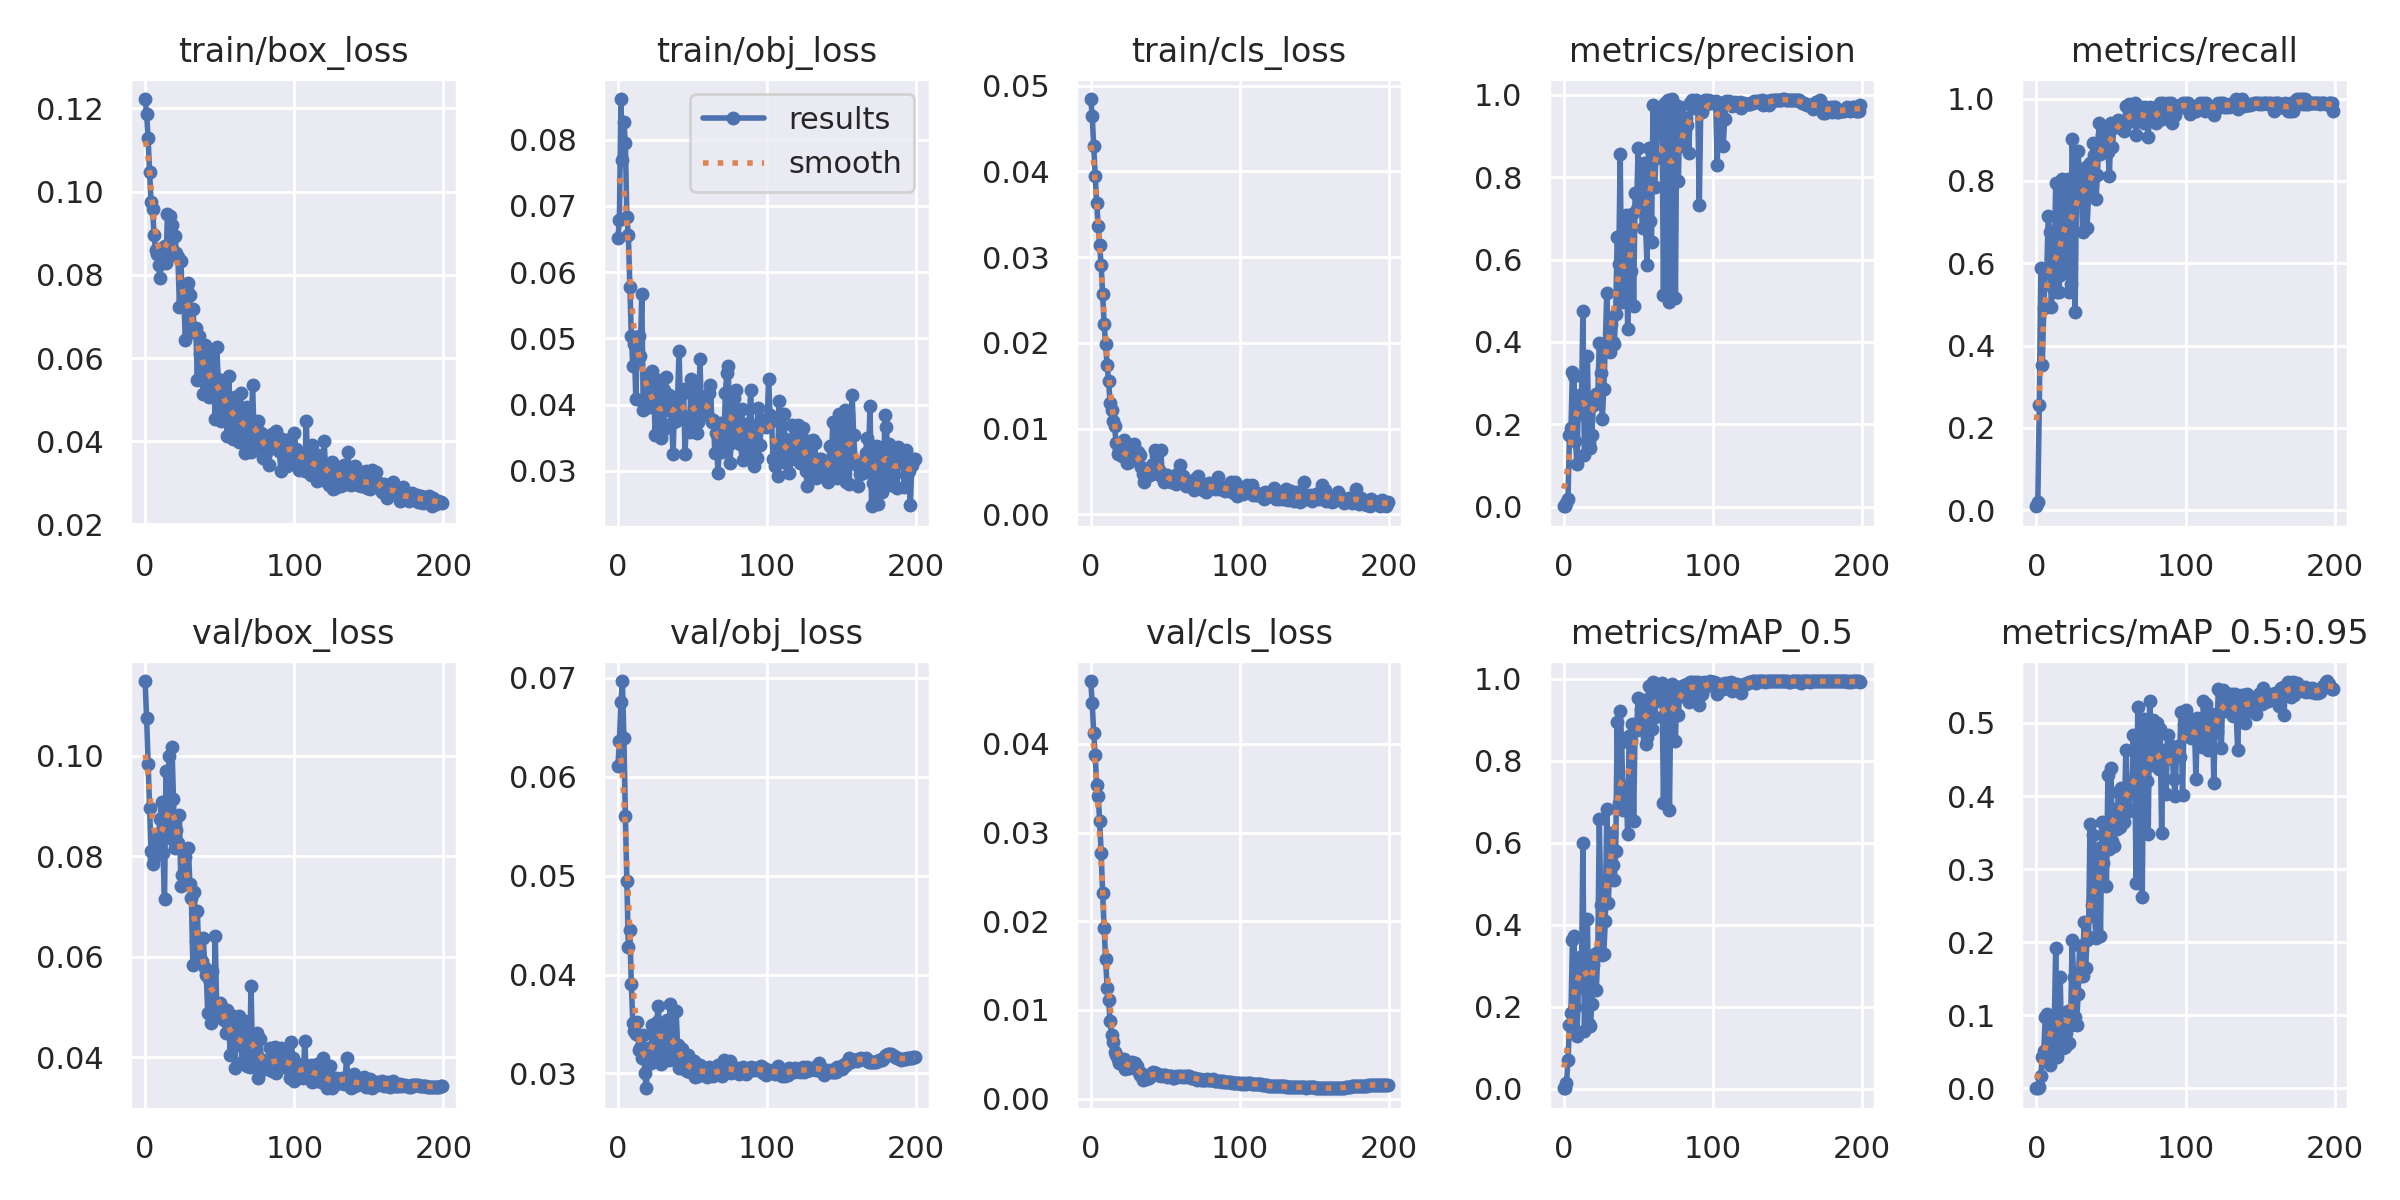 train/box_loss
0.12
0.10
0.08
0.06
0.04
0.02
0 100 200
train/obj_loss
results
smooth
0.08
0.07
0.06
0.05
0.04
0.03
0 100 200
train/cls_loss
0.05
0.04
0.03
0.02
0.01
0.00
0 100 200
metrics/precision
1.0
0.8
0.6
0.4
0.2
0.0
0 100 200
metrics/recall
1.0
0.8
0.6
0.4
0.2
0.0
0 100 200
val/box_loss
0.10
0.08
0.06
0.04
0 100 200
val/obj_loss
0.07
0.06
0.05
0.04
0.03
0 100 200
val/cls_loss
0.04
0.03
0.02
0.01
0.00
0 100 200
metrics/mAP_0.5
1.0
0.8
0.6
0.4
0.2
0.0
0 100 200
metrics/mAP_0.5:0.95
0.5
0.4
0.3
0.2
0.1
0.0
0 100 200